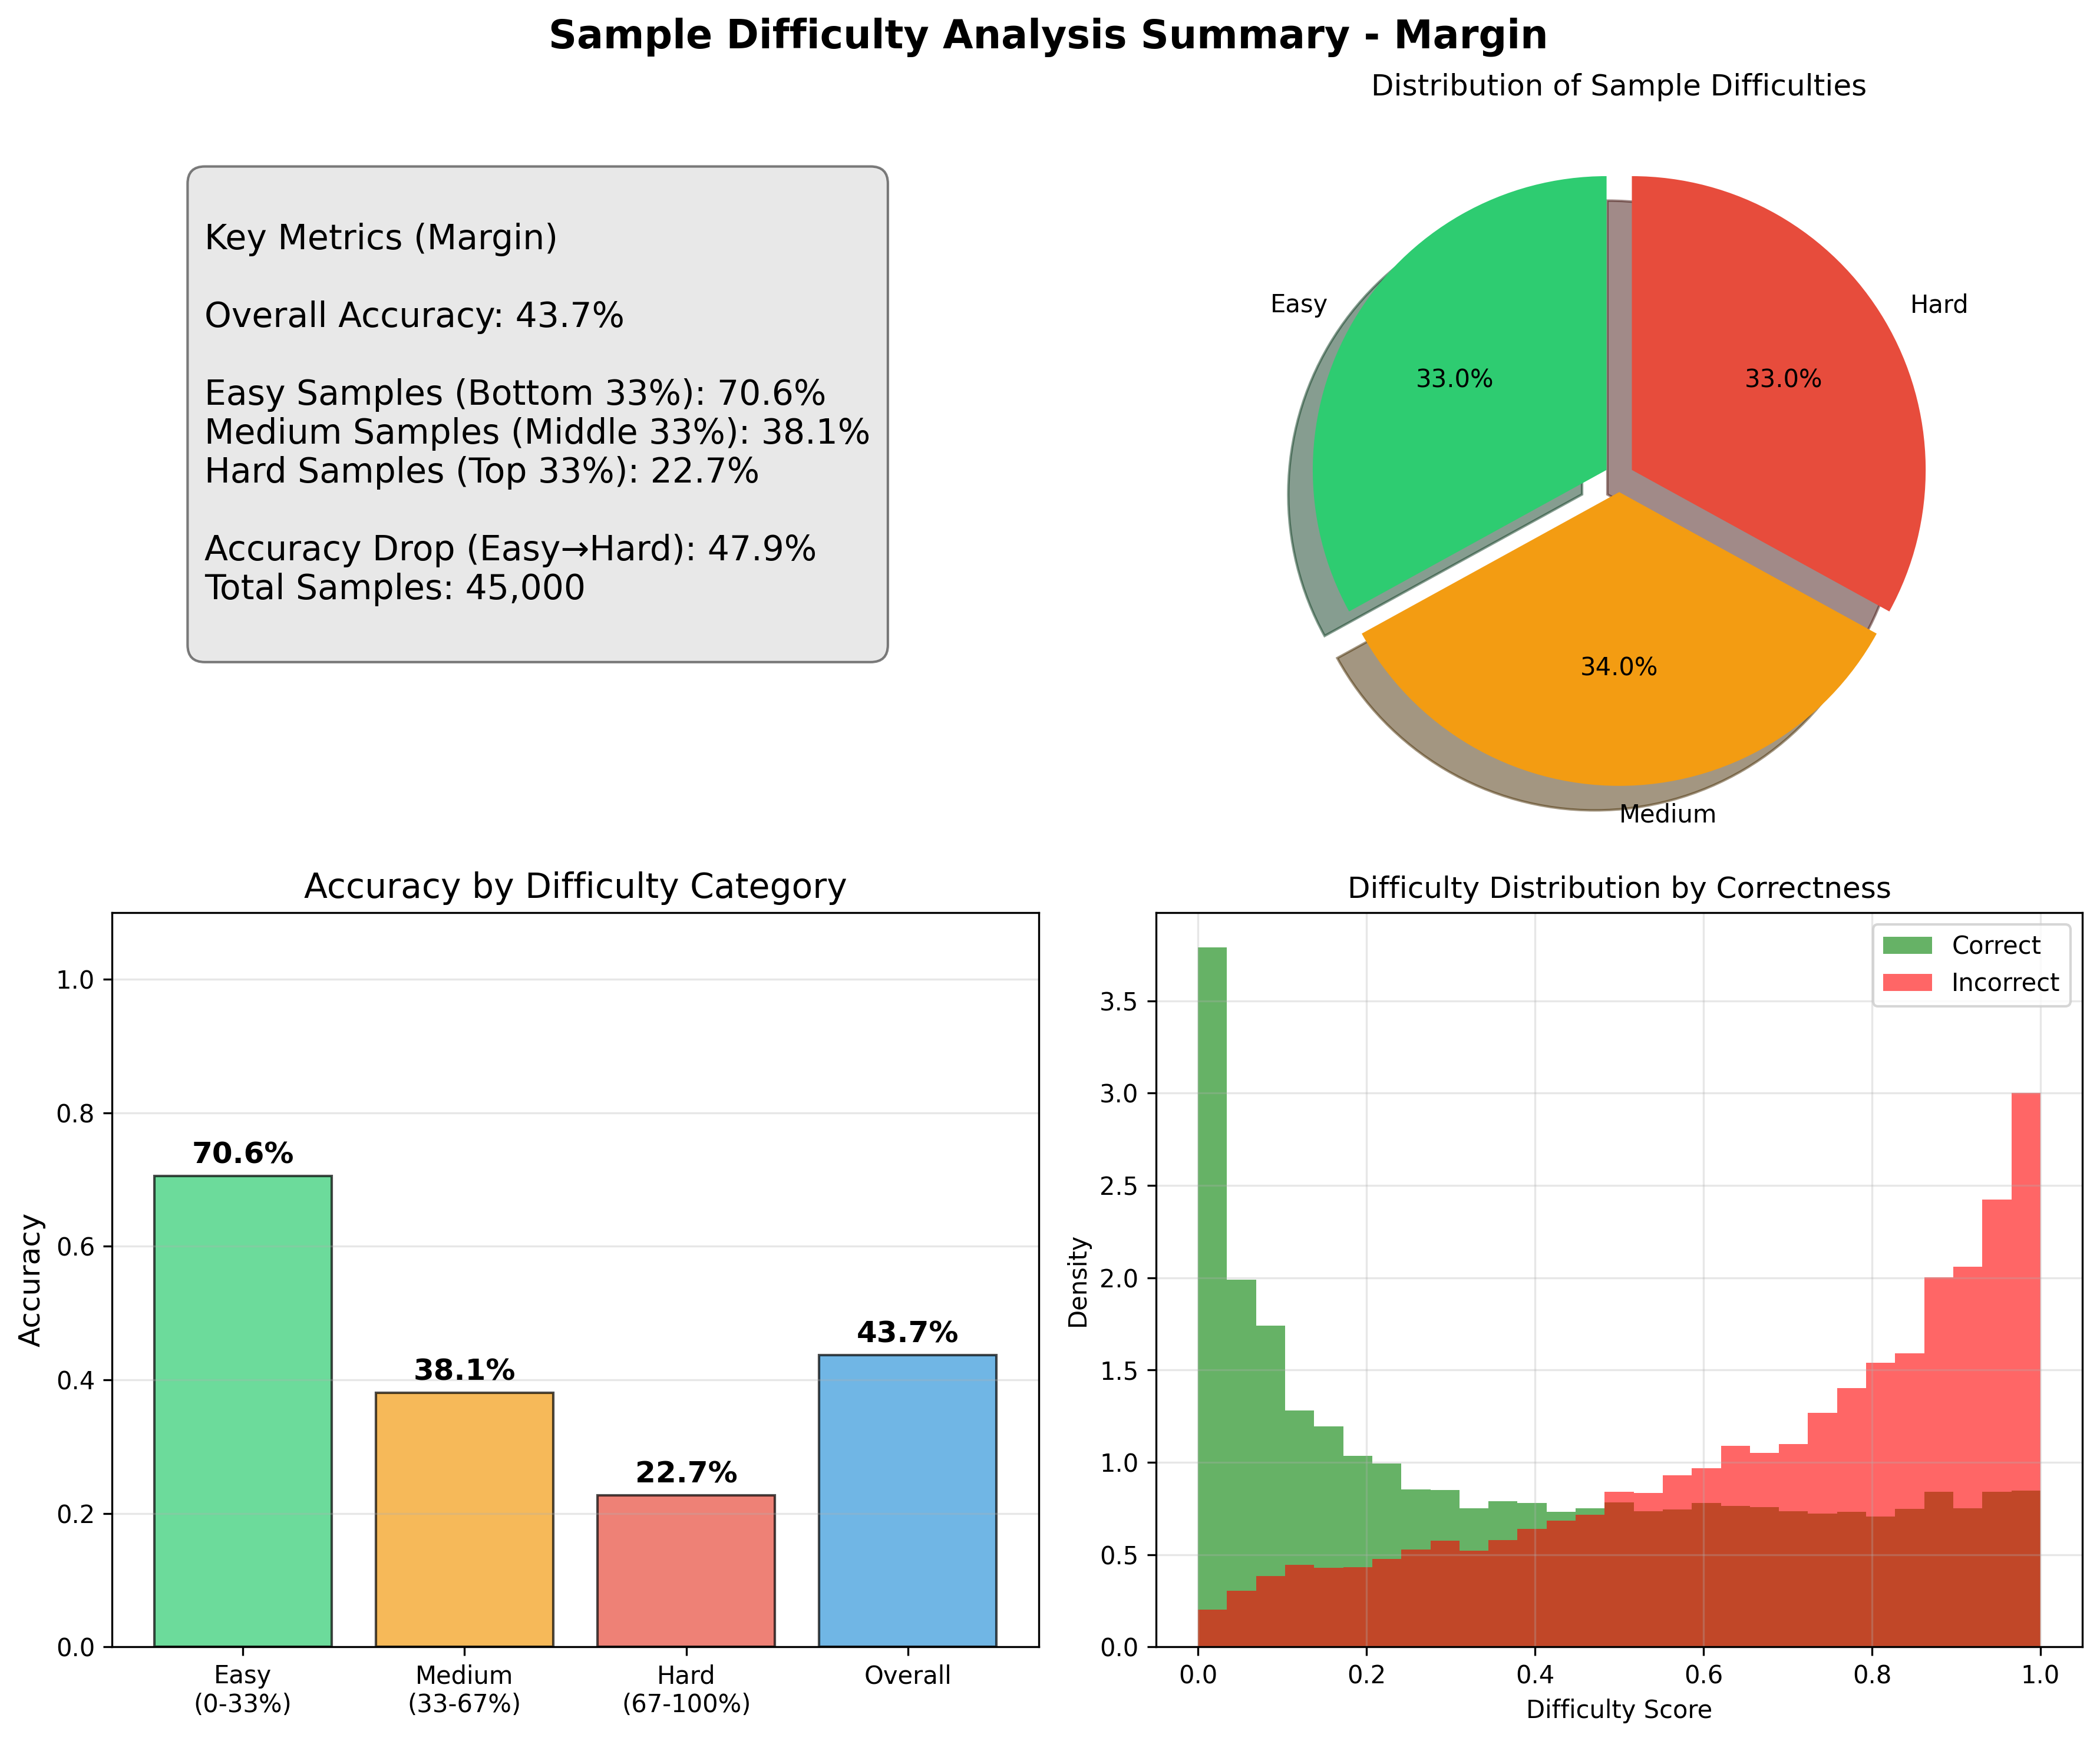 Sample Difficulty Analysis Summary - Margin
Key Metrics (Margin)
Overall Accuracy: 43.7%
Easy Samples (Bottom 33%): 70.6%
Medium Samples (Middle 33%): 38.1%
Hard Samples (Top 33%): 22.7%
Accuracy Drop (Easy→Hard): 47.9%
Total Samples: 45,000
Distribution of Sample Difficulties
Easy
Hard
33.0%
33.0%
34.0%
Medium
Accuracy by Difficulty Category
Accuracy
1.0
0.8
0.6
0.4
0.2
0.0
70.6%
38.1%
22.7%
43.7%
Easy
(0-33%)
Medium
(33-67%)
Hard
(67-100%)
Overall
Difficulty Distribution by Correctness
Correct
Incorrect
Density
3.5
3.0
2.5
2.0
1.5
1.0
0.5
0.0
0.0
0.2
0.4
0.6
0.8
1.0
Difficulty Score